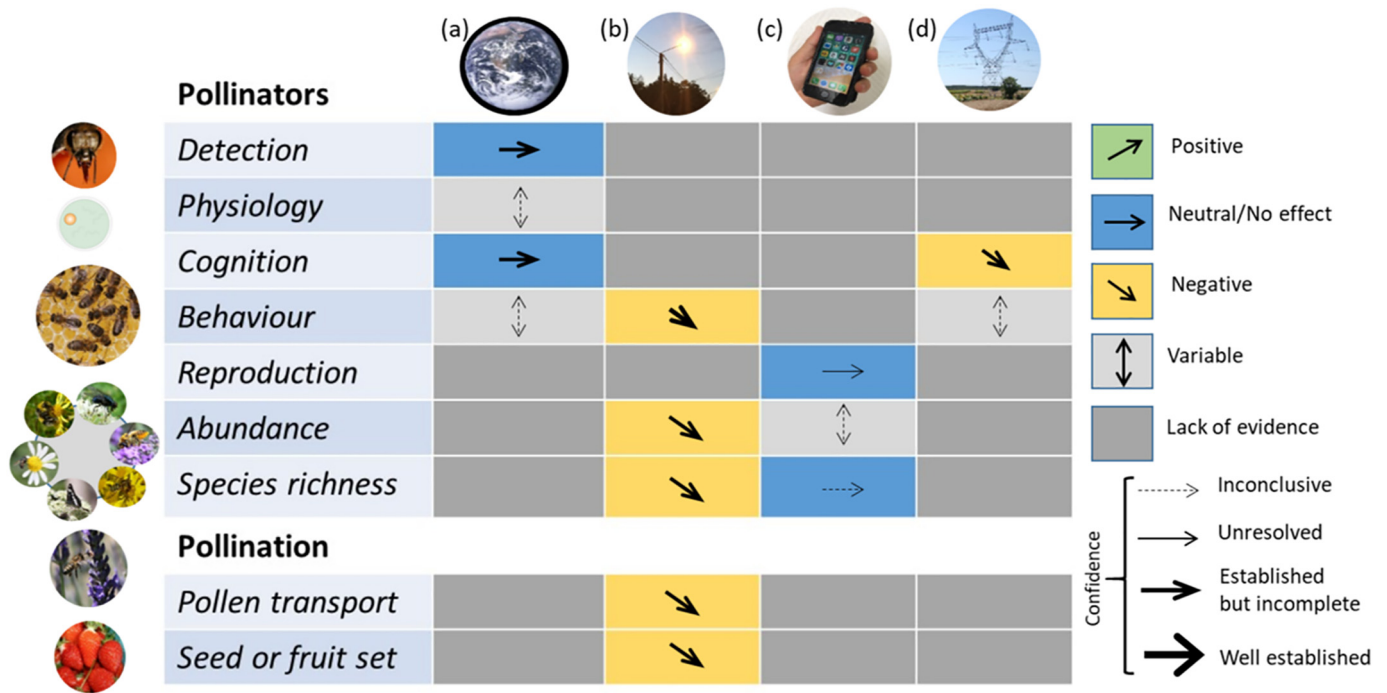 (a)
(b)
(c)
(d)
Pollinators
Detection
Physiology
Cognition
Behaviour
Reproduction
Abundance
Species richness
Pollination
Pollen transport
Seed or fruit set
Positive
Neutral/No effect
Negative
Variable
Lack of evidence
Confidence
Inconclusive
Unresolved
Established
but incomplete
Well established